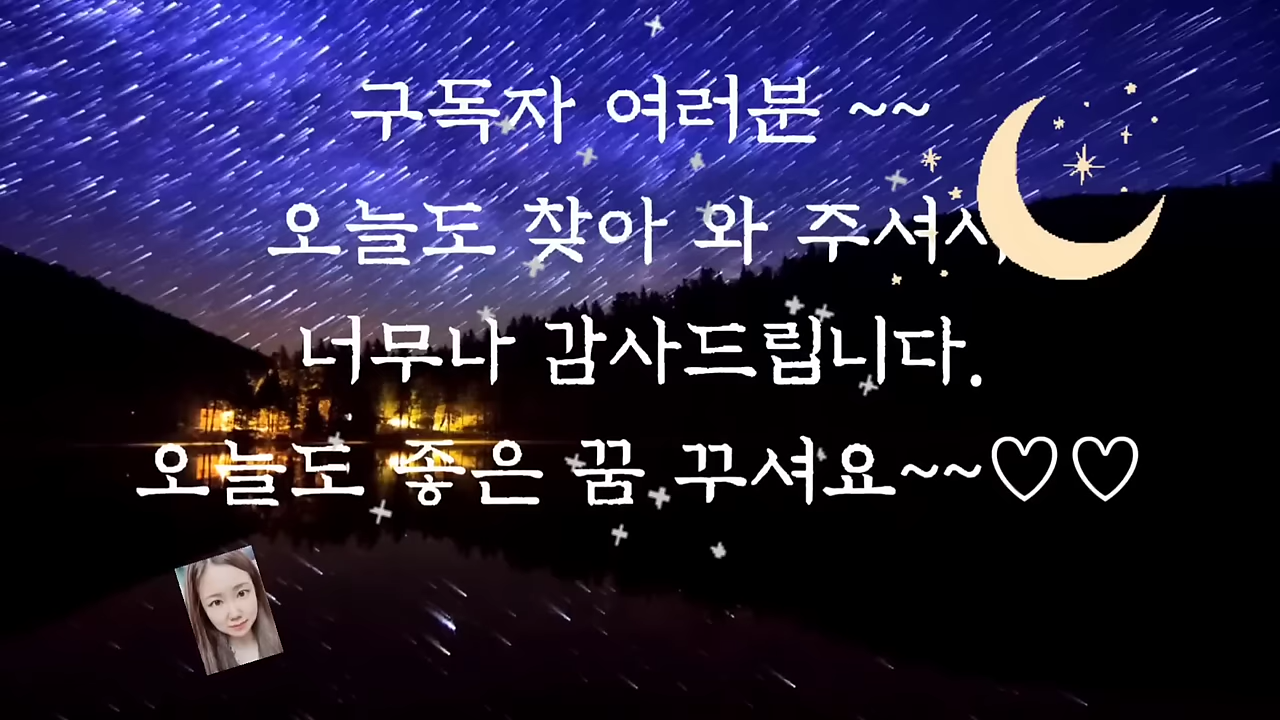 구독자 여러분 ~~
오늘도 찾아 와 주셔서
너무나 감사드립니다.
오늘도 좋은 꿈 꾸셔요~~♡♡